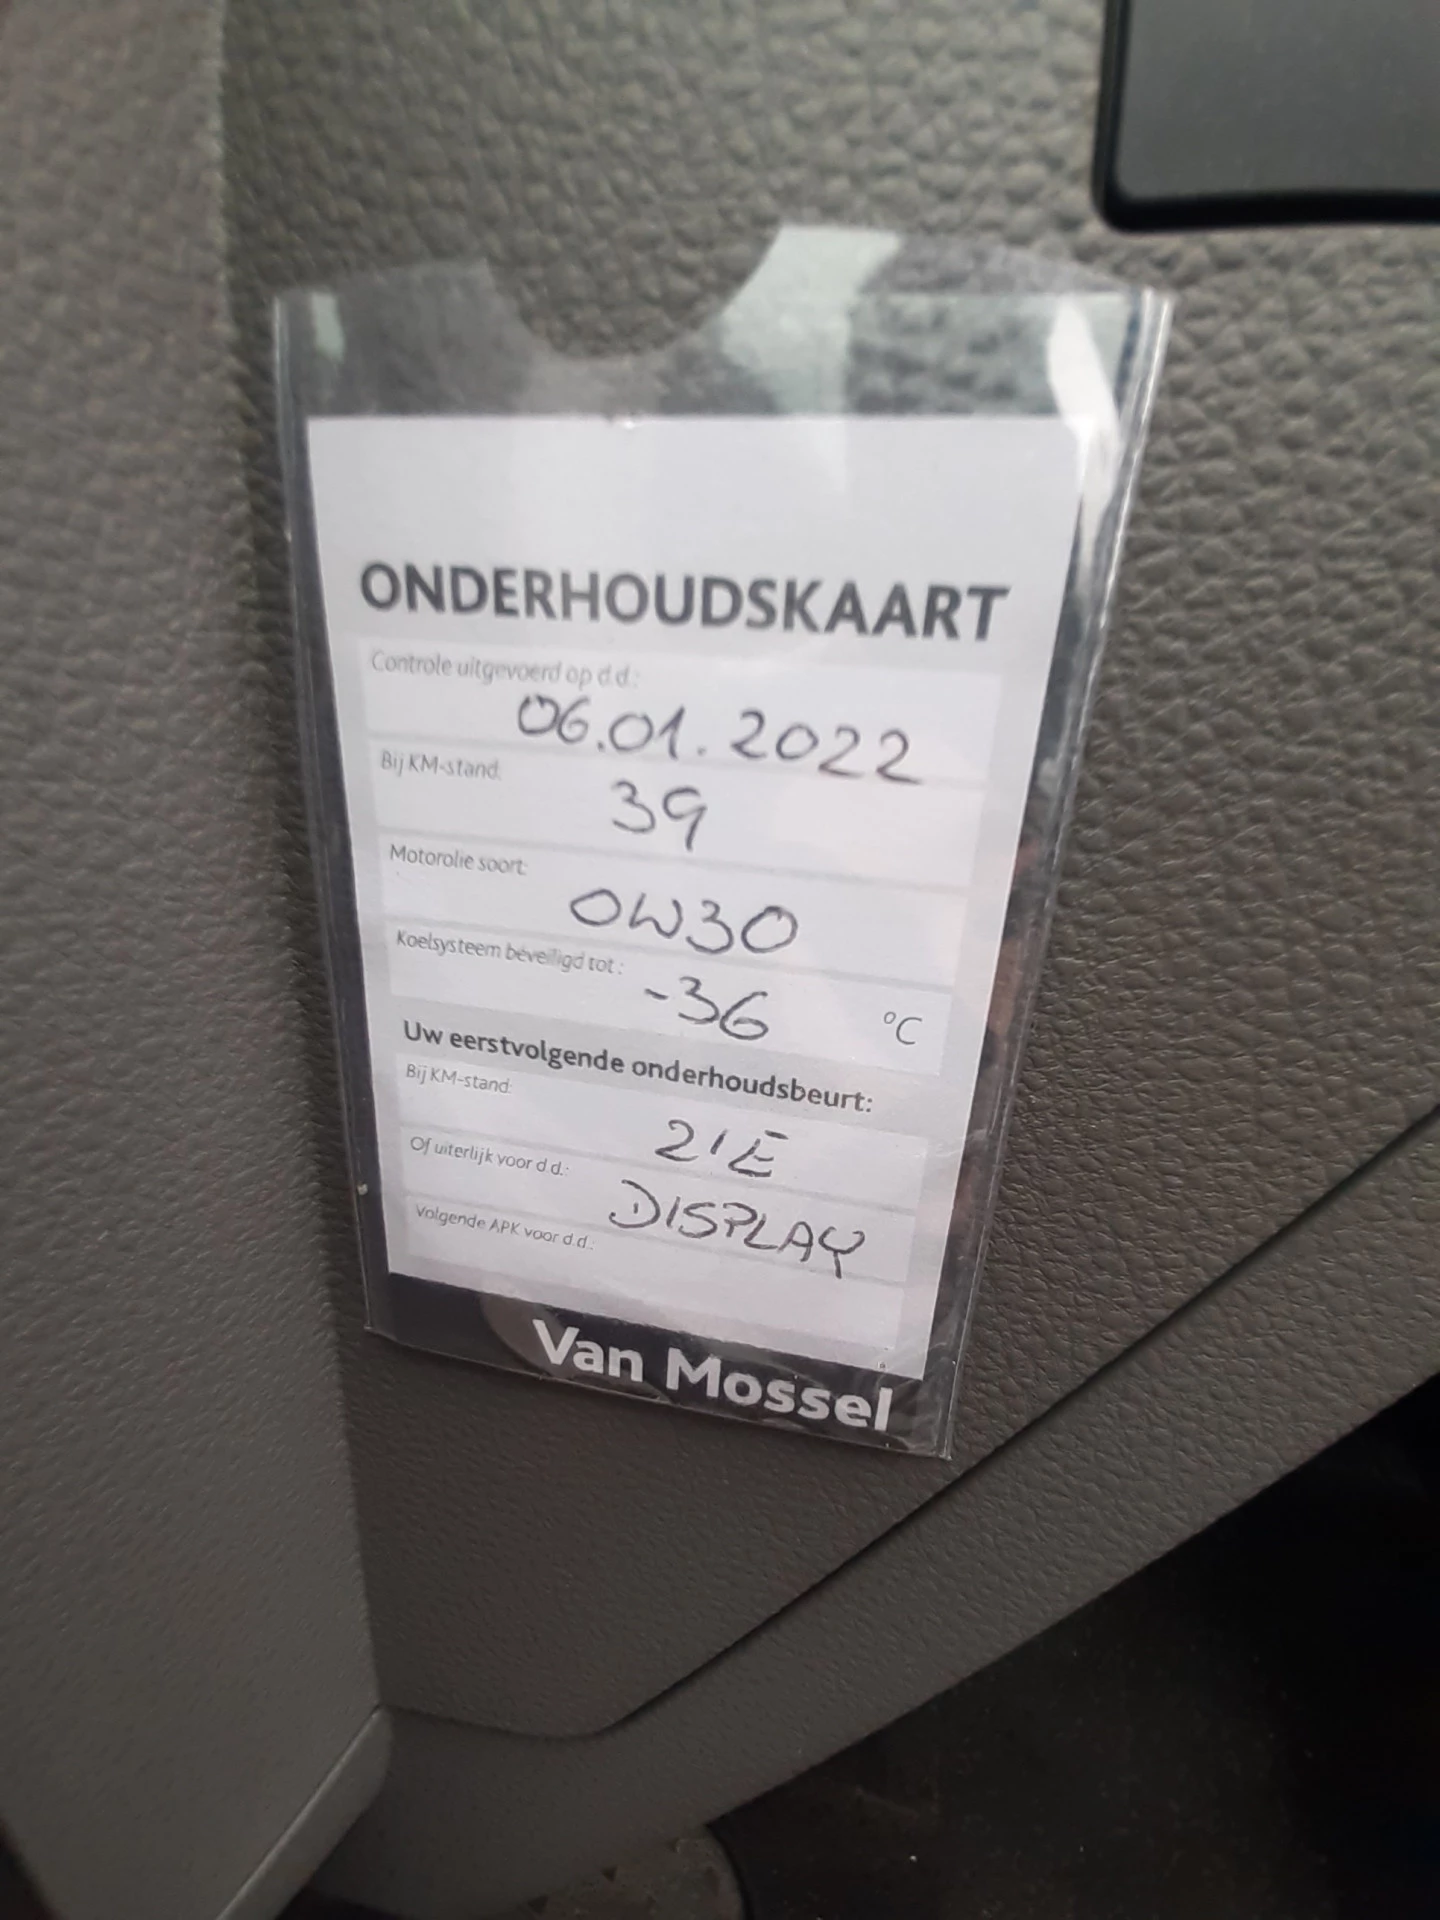 ONDERHOUDSKAART
Controle uitgevoerd op d.d.:
06.01.2022
Bij KM-stand:
39
Motorolie soort:
0W30
Koelsysteem beveiligd tot :
-36 °C
Uw eerstvolgende onderhoudsbeurt:
Bij KM-stand:
Z'IE
Of uiterlijk voor d.d.:
DISPLAY
Volgende APK voor d.d.:
Van Mossel